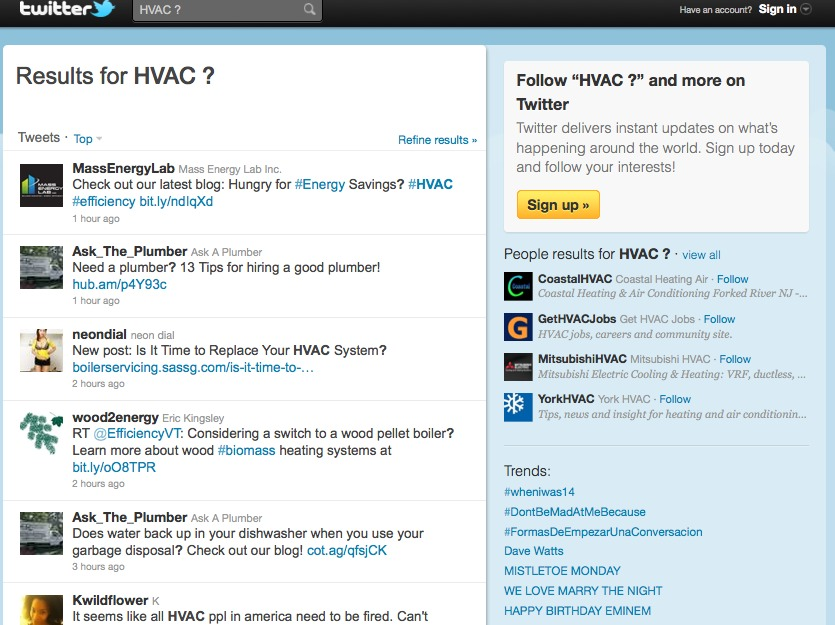 twitter
HVAC ?
Have an account? Sign in
Results for HVAC ?
Tweets · Top
Refine results »
MassEnergyLab Mass Energy Lab Inc.
Check out our latest blog: Hungry for #Energy Savings? #HVAC
#efficiency bit.ly/ndlqXd
1 hour ago
Ask_The_Plumber Ask A Plumber
Need a plumber? 13 Tips for hiring a good plumber!
hub.am/p4Y93c
1 hour ago
neondial neon dial
New post: Is It Time to Replace Your HVAC System?
boilerservicing.sassg.com/is-it-time-to-…
2 hours ago
wood2energy Eric Kingsley
RT @EfficiencyVT: Considering a switch to a wood pellet boiler?
Learn more about wood #biomass heating systems at
bit.ly/oO8TPR
2 hours ago
Ask_The_Plumber Ask A Plumber
Does water back up in your dishwasher when you use your
garbage disposal? Check out our blog! cot.ag/qfsjCK
3 hours ago
Kwildflower K
It seems like all HVAC ppl in america need to be fired. Can't
Follow “HVAC ?” and more on
Twitter
Twitter delivers instant updates on what's
happening around the world. Sign up today
and follow your interests!
Sign up »
People results for HVAC ? · view all
CoastalHVAC Coastal Heating Air · Follow
Coastal Heating & Air Conditioning Forked River NJ -...
GetHVACJobs Get HVAC Jobs · Follow
HVAC jobs, careers and community site.
MitsubishiHVAC Mitsubishi HVAC · Follow
Mitsubishi Electric Cooling & Heating: VRF, ductless, ...
YorkHVAC York HVAC · Follow
Tips, news and insight for heating and air conditionin...
Trends:
#wheniwas14
#DontBeMadAtMeBecause
#FormasDeEmpezarUnaConversacion
Dave Watts
MISTLETOE MONDAY
WE LOVE MARRY THE NIGHT
HAPPY BIRTHDAY EMINEM